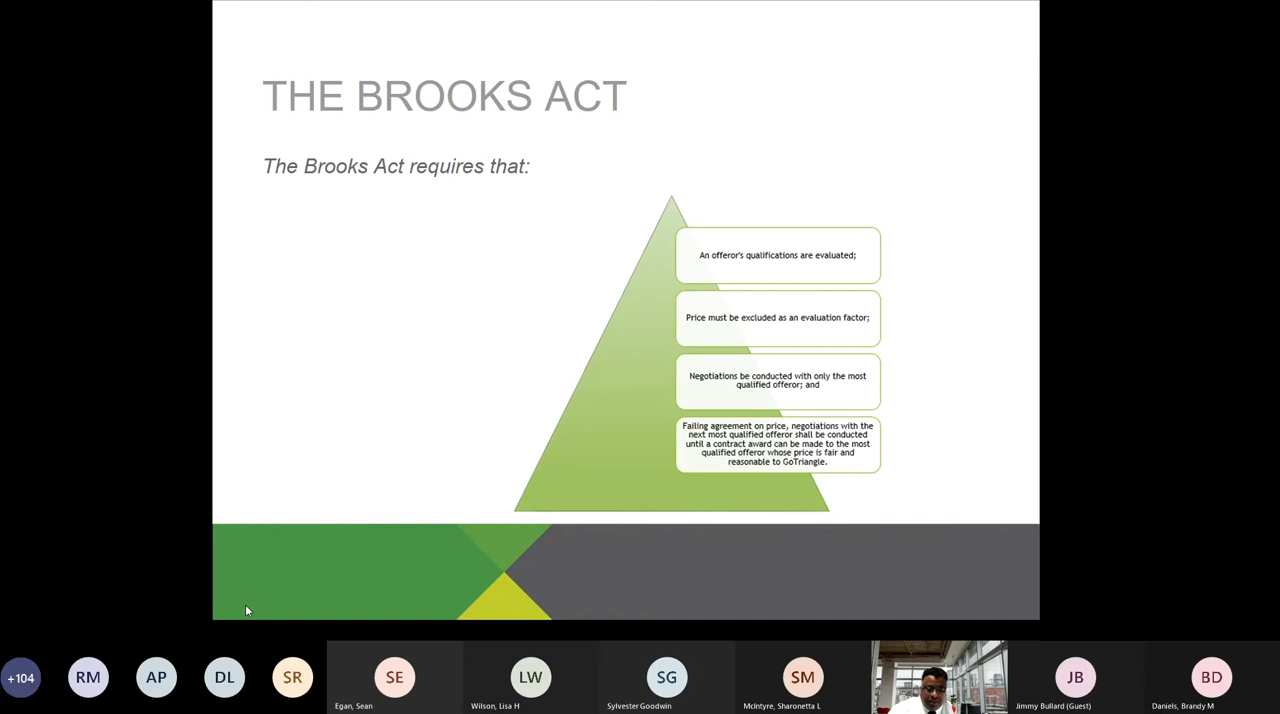 THE BROOKS ACT
The Brooks Act requires that:
An offeror's qualifications are evaluated;
Price must be excluded as an evaluation factor;
Negotiations be conducted with only the most
qualified offeror; and
Failing agreement on price, negotiations with the
next most qualified offeror shall be conducted
until a contract award can be made to the most
qualified offeror whose price is fair and
reasonable to GoTriangle.
+104
RM
AP
DL
SR
SE
LW
SG
SM
JB
BD
Egan, Sean
Wilson, Lisa H
Sylvester Goodwin
McIntyre, Sharonetta L
Jimmy Bullard (Guest)
Daniels, Brandy M